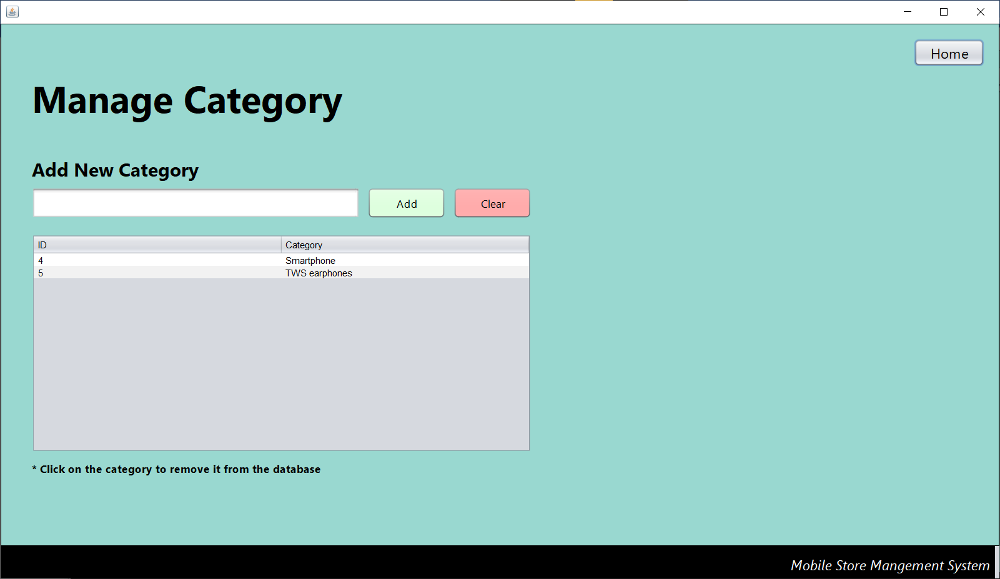 Home
Manage Category
Add New Category
Add Clear
ID Category
4 Smartphone
5 TWS earphones
* Click on the category to remove it from the database
Mobile Store Mangement System